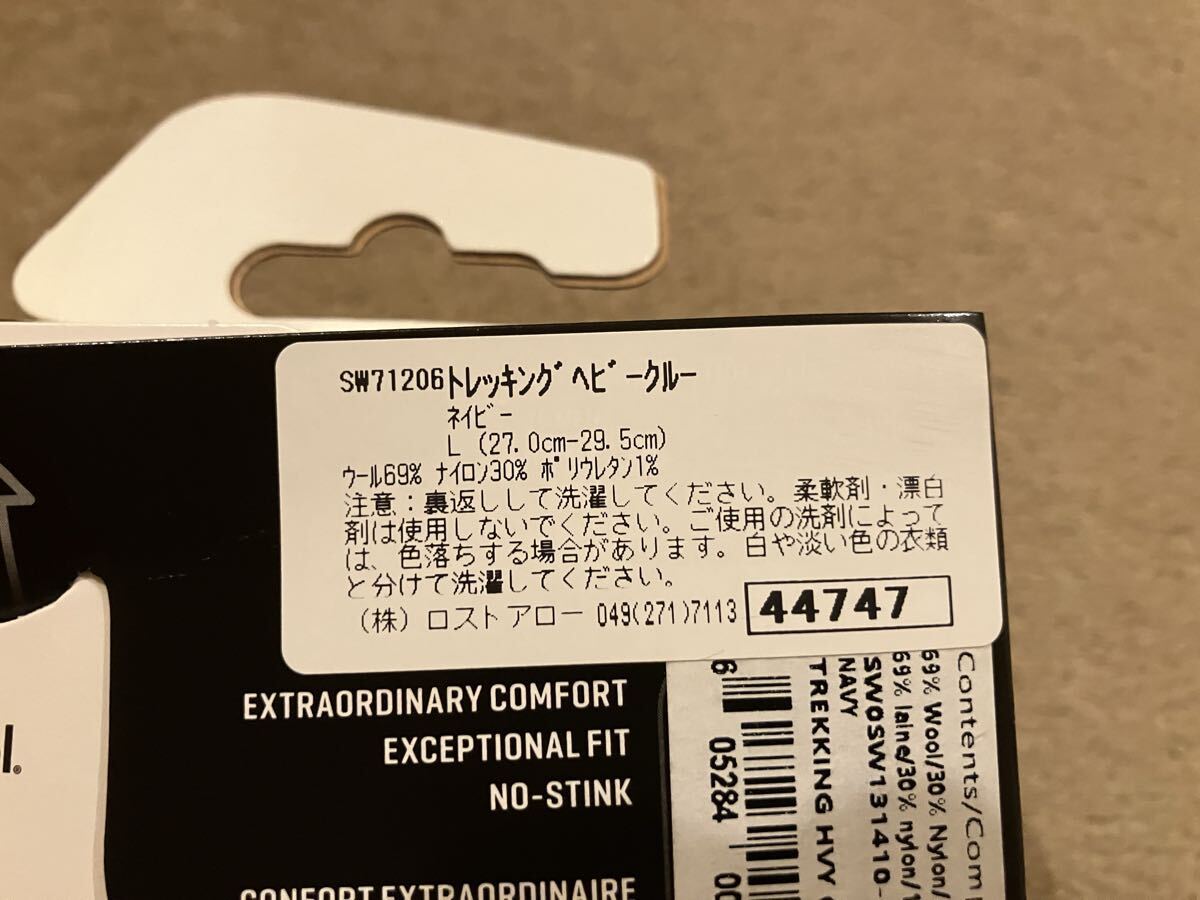 SW71206ﾄﾚｯｷﾝｸﾞﾍﾋﾞｰｸﾙｰ
ﾈｲﾋﾞｰ
L (27.0cm-29.5cm)
ｳｰﾙ69% ﾅｲﾛﾝ30% ﾎﾟﾘｳﾚﾀﾝ1%
注意：裏返しして洗濯してください。柔軟剤・漂白
剤は使用しないでください。ご使用の洗剤によって
は、色落ちする場合があります。白や淡い色の衣類
と分けて洗濯してください。
(株) ロストアロー 049(271)7113
44747
EXTRAORDINARY COMFORT
EXCEPTIONAL FIT
NO-STINK
CONFORT EXTRAORDINAIRE
Contents/Com
69% Wool/30% Nylon/
69% laine/30% nylon/1
SW0SW131410-
NAVY
TREKKING HVY
6 05284 00
l®